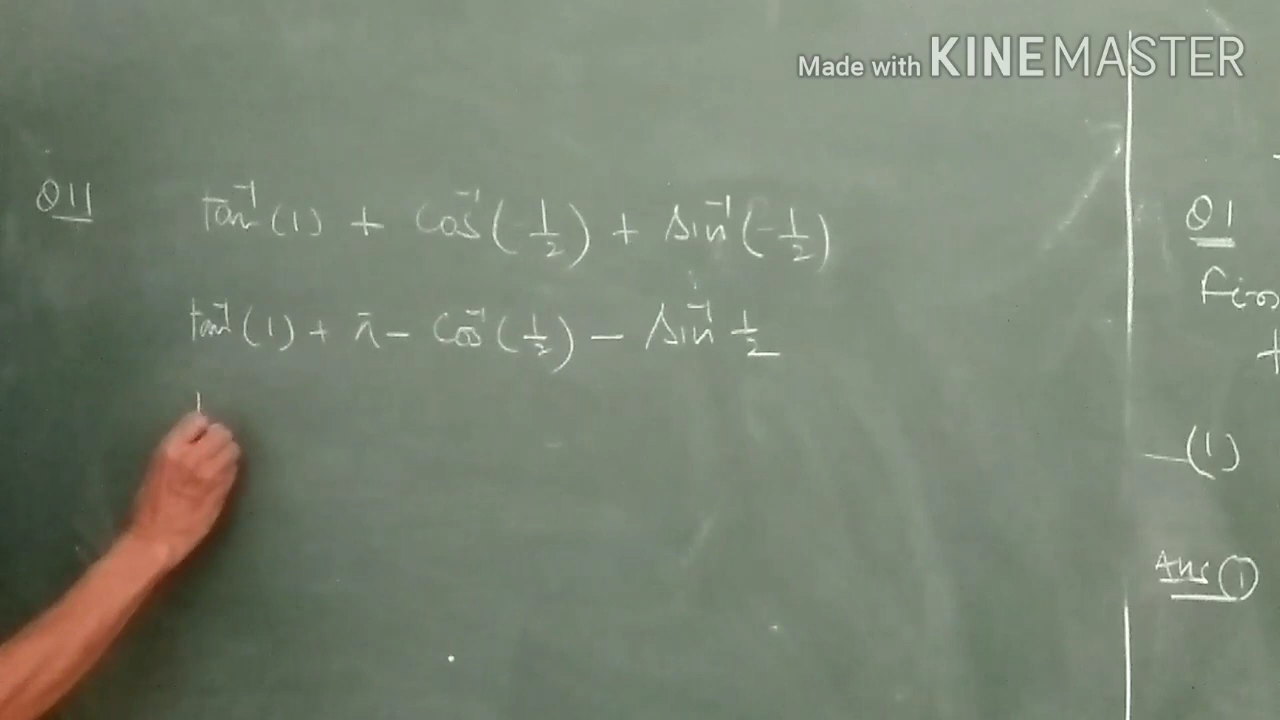 Made with KINEMASTER
Q11 tan⁻¹(1) + Cos⁻¹(-1/2) + Sin⁻¹(-1/2)
tan⁻¹(1) + π - Cos⁻¹(1/2) - Sin⁻¹ 1/2
Q1
fin
+
(1)
Ans ①